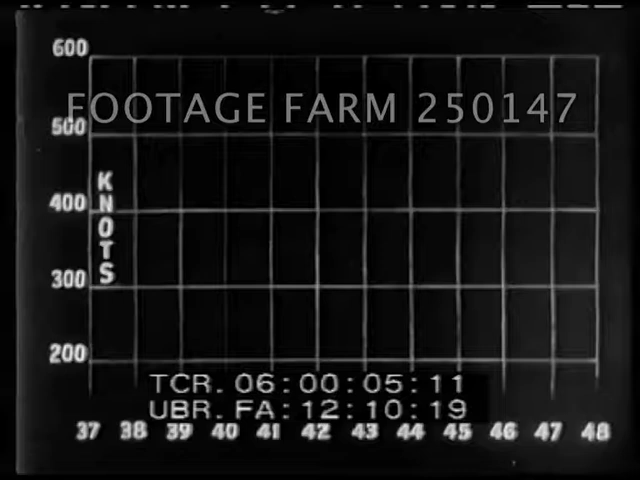 600
FOOTAGE FARM 250147
500
KNOTS
400
300
200
TCR. 06:00:05:11
UBR. FA:12:10:19
37 38 39 40 41 42 43 44 45 46 47 48